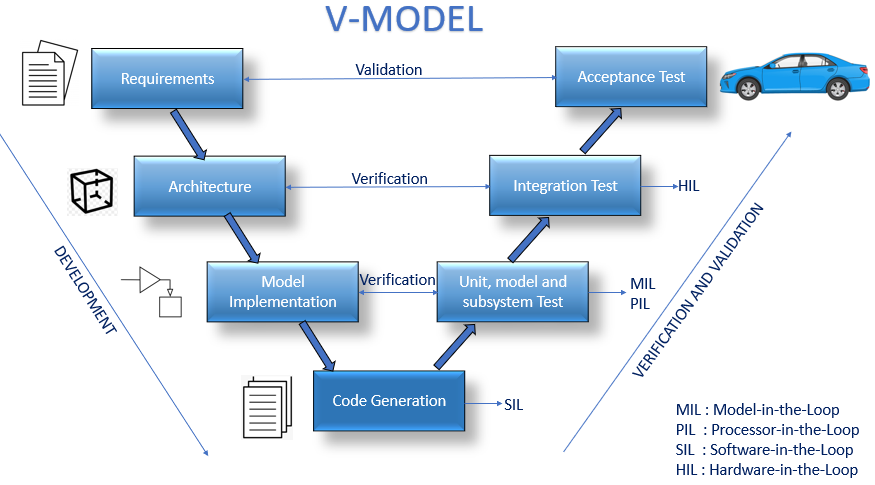 V-MODEL
Requirements
Validation
Acceptance Test
Architecture
Verification
Integration Test
HIL
DEVELOPMENT
Model
Implementation
Verification
Unit, model and
subsystem Test
MIL
PIL
VERIFICATION AND VALIDATION
Code Generation
SIL
MIL : Model-in-the-Loop
PIL : Processor-in-the-Loop
SIL : Software-in-the-Loop
HIL : Hardware-in-the-Loop